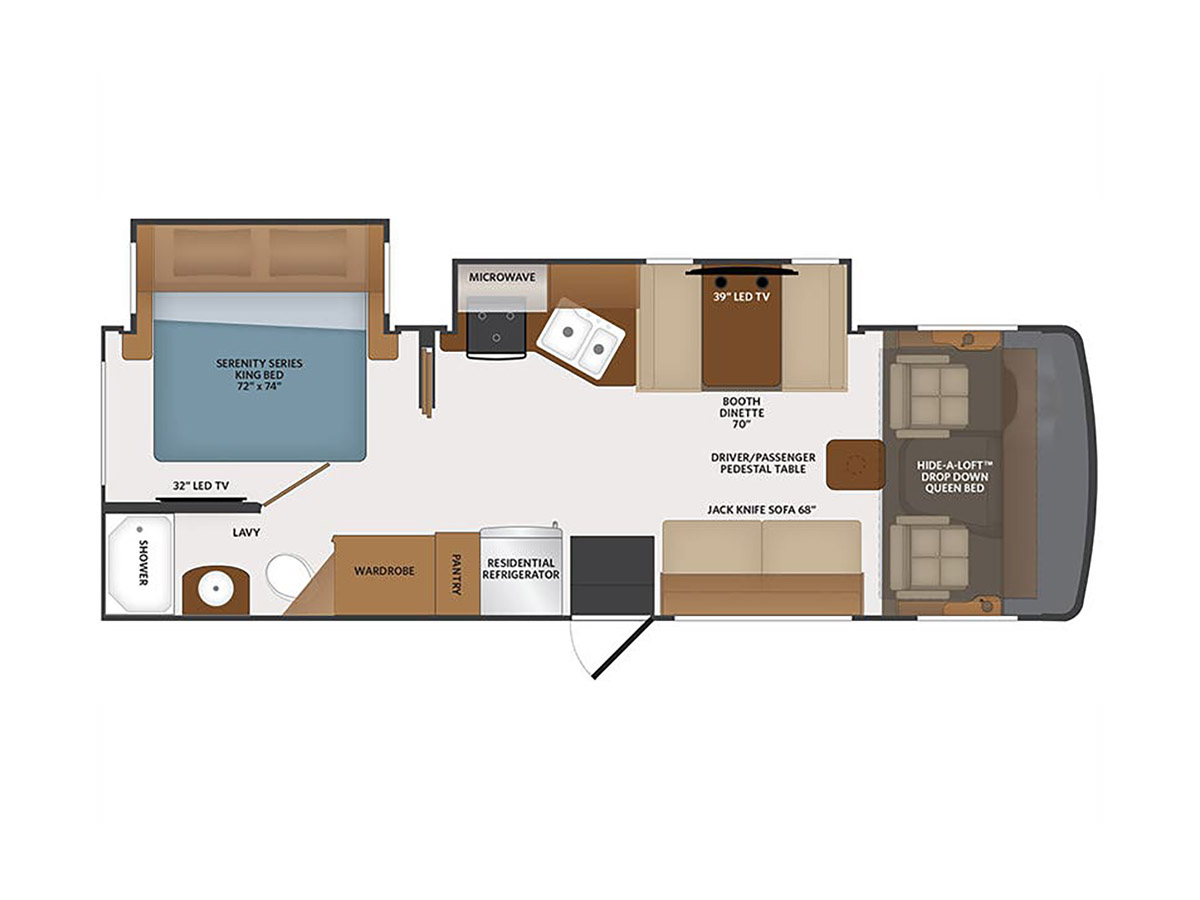 MICROWAVE
39" LED TV
SERENITY SERIES
KING BED
72" x 74"
BOOTH
DINETTE
70"
DRIVER/PASSENGER
PEDESTAL TABLE
HIDE-A-LOFT™
DROP DOWN
QUEEN BED
32" LED TV
JACK KNIFE SOFA 68"
LAVY
SHOWER
WARDROBE
PANTRY
RESIDENTIAL
REFRIGERATOR